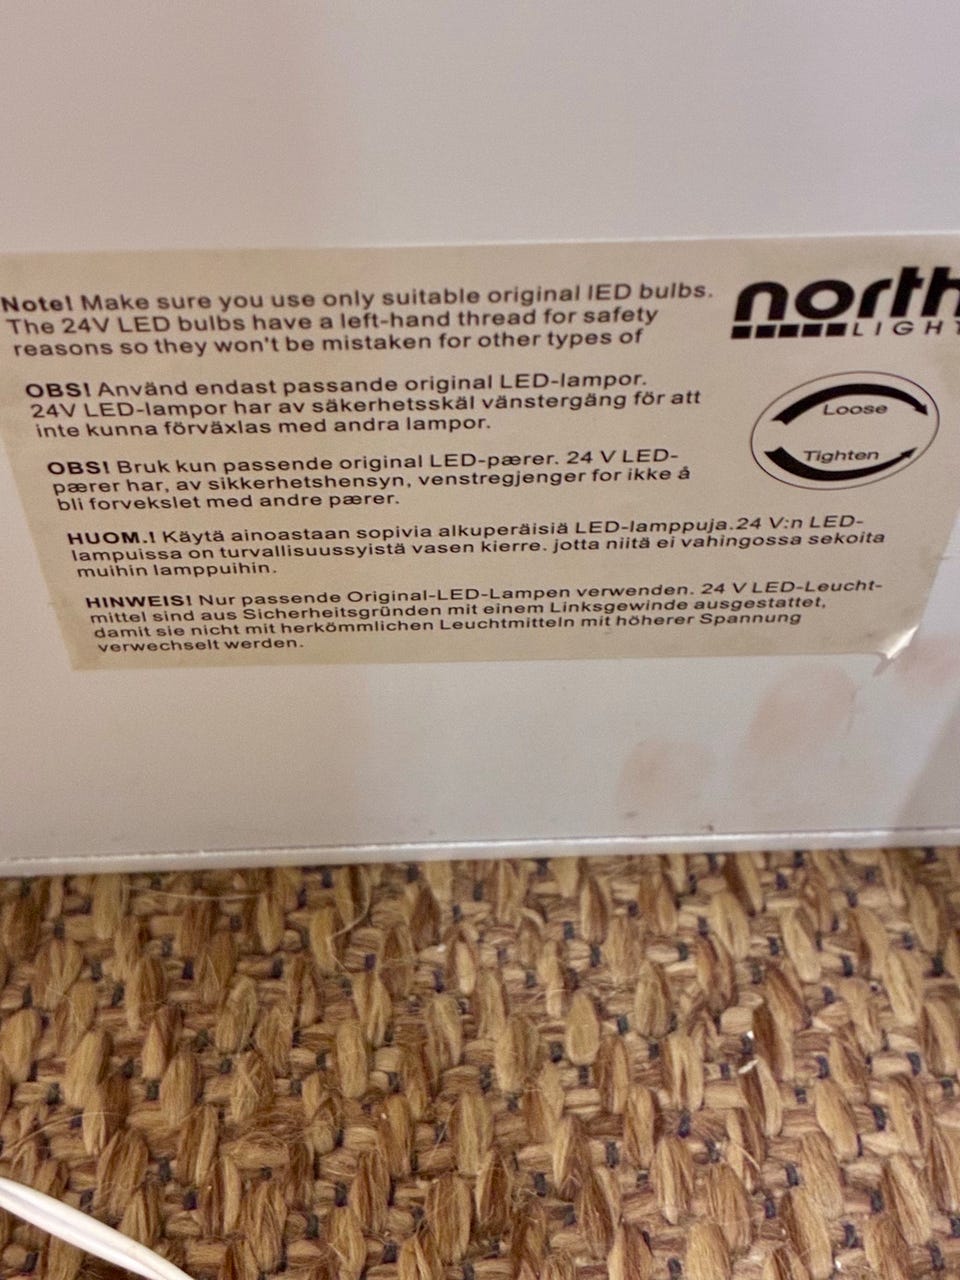 Note! Make sure you use only suitable original lED bulbs.
The 24V LED bulbs have a left-hand thread for safety
reasons so they won't be mistaken for other types of
OBS! Använd endast passande original LED-lampor.
24V LED-lampor har av säkerhetsskäl vänstergäng för att
inte kunna förväxlas med andra lampor.
OBS! Bruk kun passende original LED-pærer. 24 V LED-
pærer har, av sikkerhetshensyn, venstregjenger for ikke å
bli forvekslet med andre pærer.
HUOM.! Käytä ainoastaan sopivia alkuperäisiä LED-lamppuja.24 V:n LED-
lampuissa on turvallisuussyistä vasen kierre. jotta niitä ei vahingossa sekoita
muihin lamppuihin.
HINWEIS! Nur passende Original-LED-Lampen verwenden. 24 V LED-Leucht-
mittel sind aus Sicherheitsgründen mit einem Linksgewinde ausgestattet,
damit sie nicht mit herkömmlichen Leuchtmitteln mit höherer Spannung
verwechselt werden.
north
LIGHT
Loose
Tighten